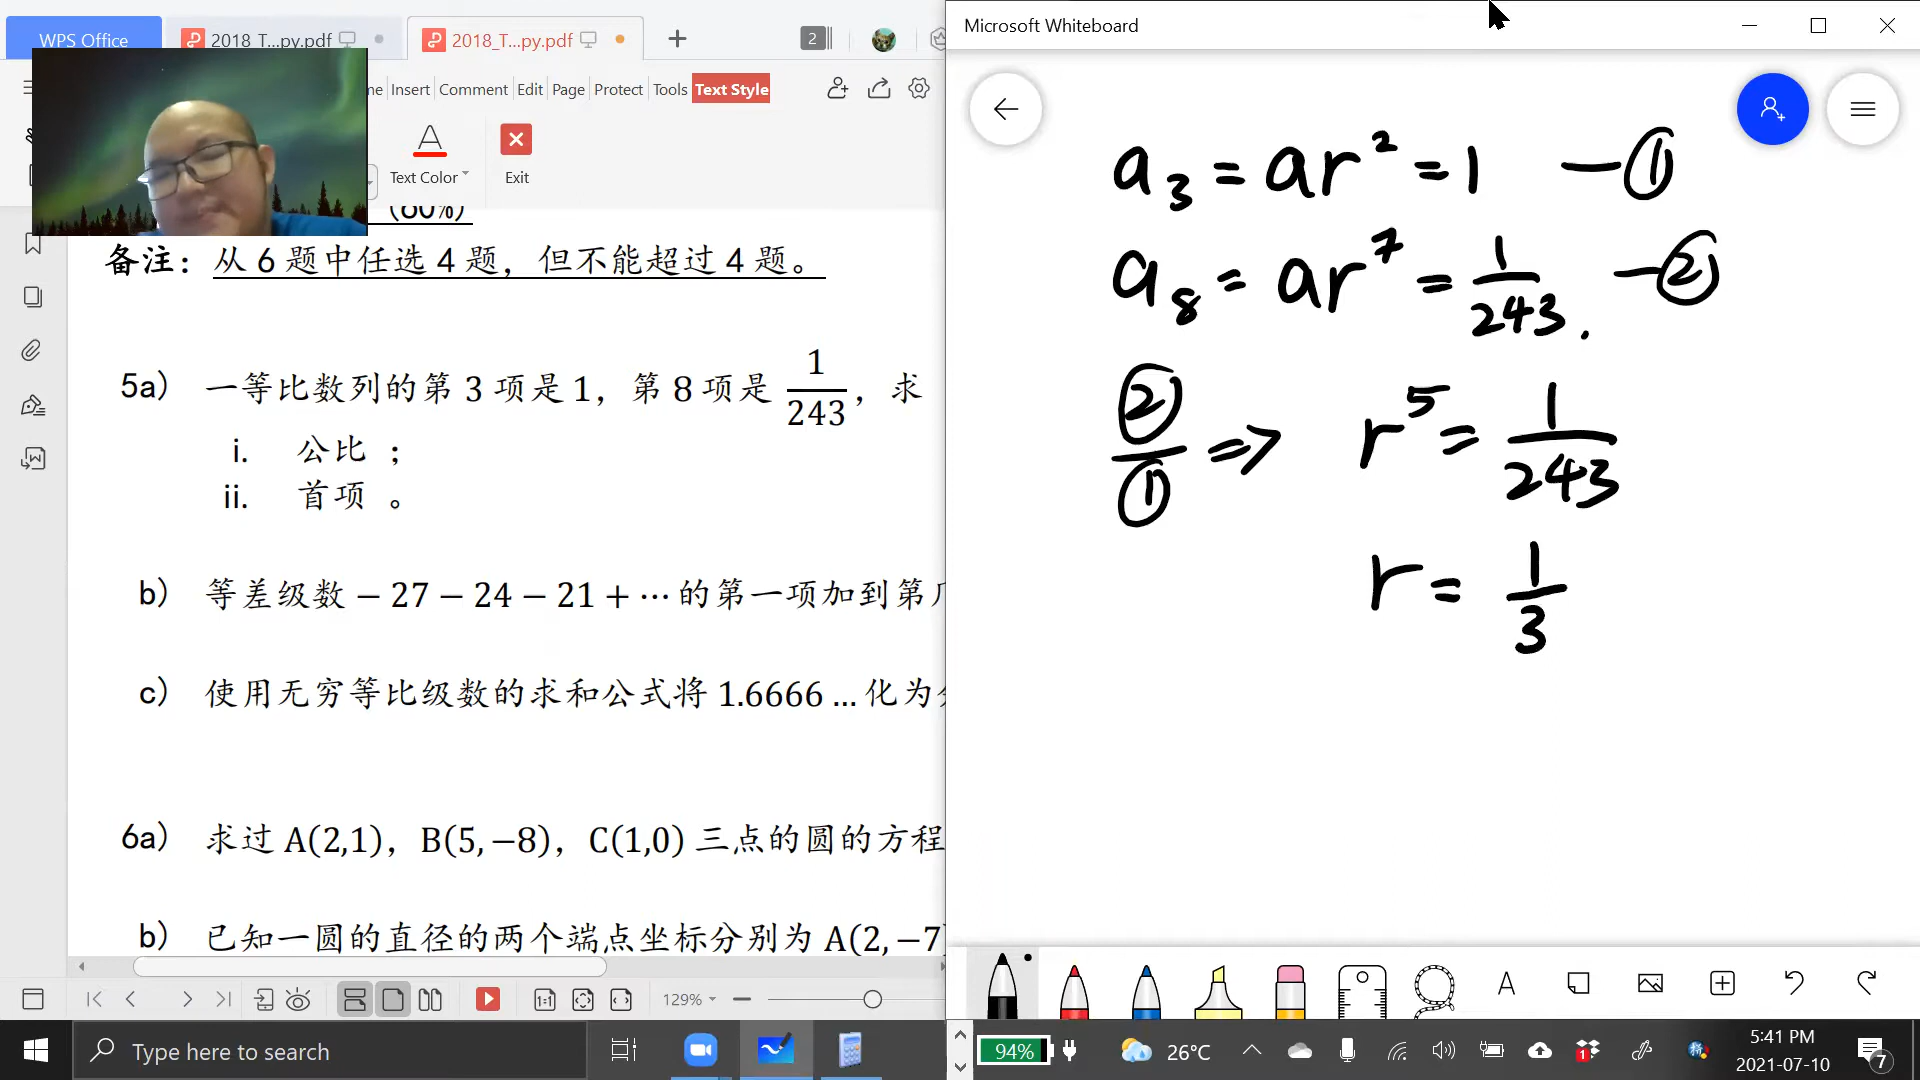 WPS Office
2018_T...py.pdf
2018_T...py.pdf
2
Microsoft Whiteboard
Insert
Comment
Edit
Page
Protect
Tools
Text Style
Text Color
Exit
(60%)
备注：从 6 题中任选 4 题，但不能超过 4 题。
5a） 一等比数列的第 3 项是 1，第 8 项是 1/243，求
i. 公比 ；
ii. 首项 。
b） 等差级数 − 27 − 24 − 21 + ⋯ 的第一项加到第
c） 使用无穷等比级数的求和公式将 1.6666 ... 化为
6a） 求过 A(2,1)，B(5, −8)，C(1,0) 三点的圆的方程
b） 已知一圆的直径的两个端点坐标分别为 A(2, −7)
a₃ = ar² = 1 —①
a₈ = ar⁷ = 1/243. —②
②/① => r⁵ = 1/243
r = 1/3
129%
Type here to search
94%
26°C
1
5:41 PM
2021-07-10
7